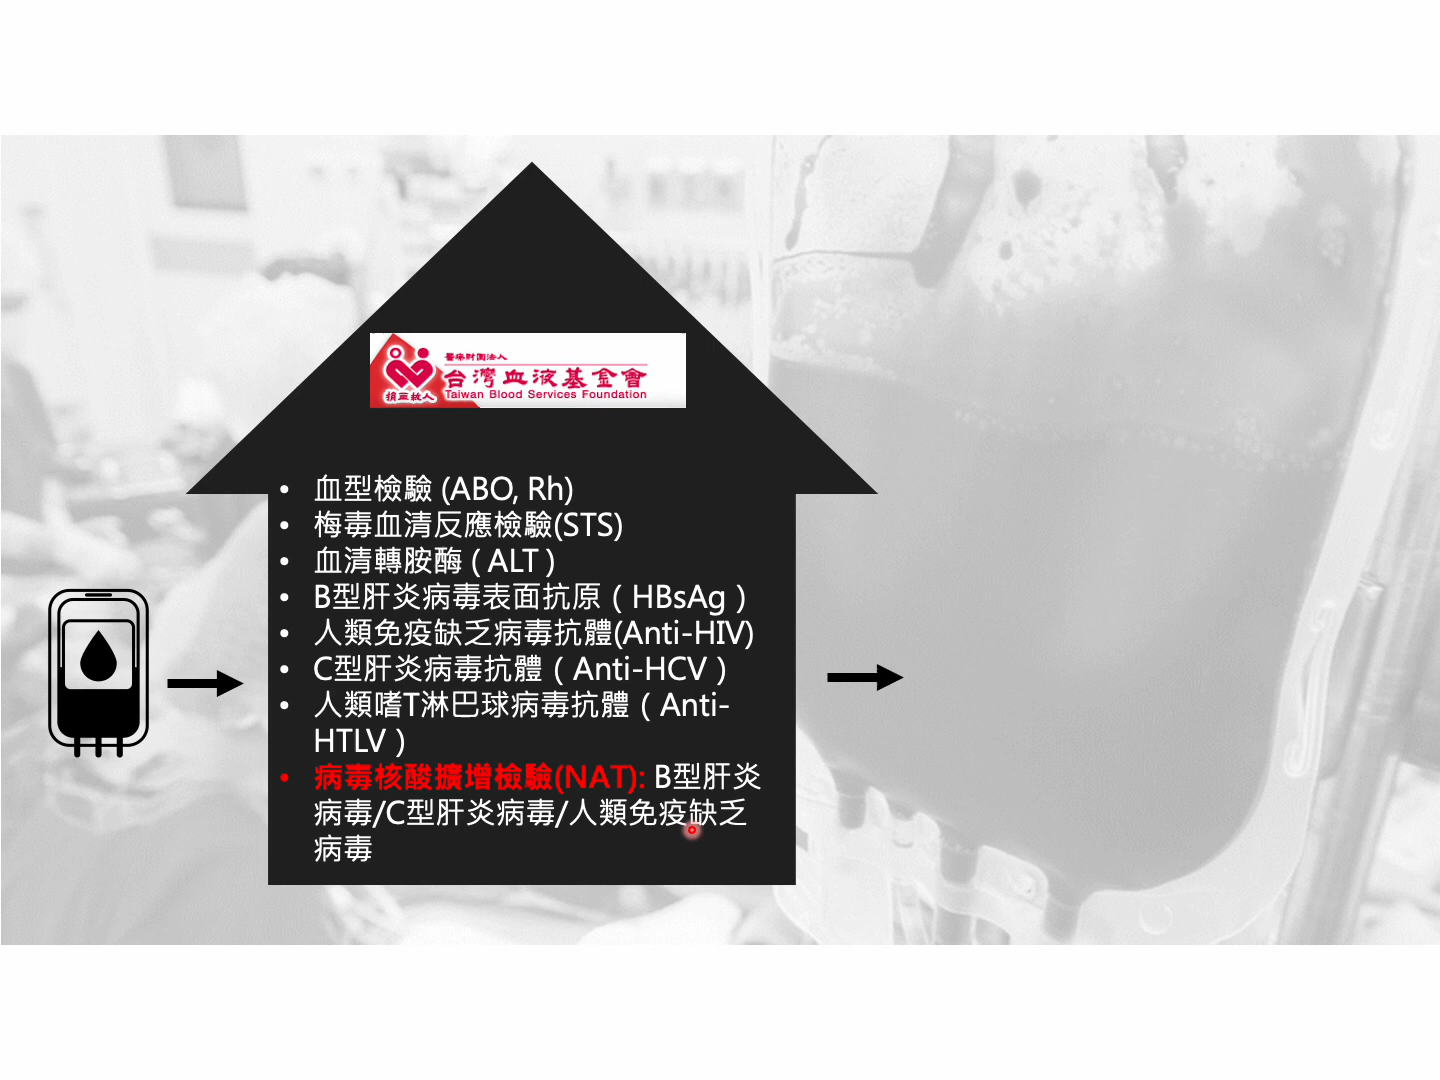 醫療財團法人
台灣血液基金會
捐血救人
Taiwan Blood Services Foundation
• 血型檢驗 (ABO, Rh)
• 梅毒血清反應檢驗(STS)
• 血清轉胺酶 ( ALT )
• B型肝炎病毒表面抗原 ( HBsAg )
• 人類免疫缺乏病毒抗體(Anti-HIV)
• C型肝炎病毒抗體 ( Anti-HCV )
• 人類嗜T淋巴球病毒抗體 ( Anti-
HTLV )
• 病毒核酸擴增檢驗(NAT): B型肝炎
病毒/C型肝炎病毒/人類免疫缺乏
病毒